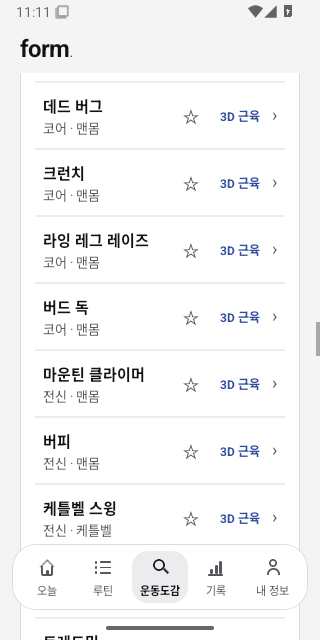 11:11
form.
데드 버그
코어 · 맨몸
☆ 3D 근육 ›
크런치
코어 · 맨몸
☆ 3D 근육 ›
라잉 레그 레이즈
코어 · 맨몸
☆ 3D 근육 ›
버드 독
코어 · 맨몸
☆ 3D 근육 ›
마운틴 클라이머
전신 · 맨몸
☆ 3D 근육 ›
버피
전신 · 맨몸
☆ 3D 근육 ›
케틀벨 스윙
전신 · 케틀벨
☆ 3D 근육 ›
오늘
루틴
운동도감
기록
내 정보